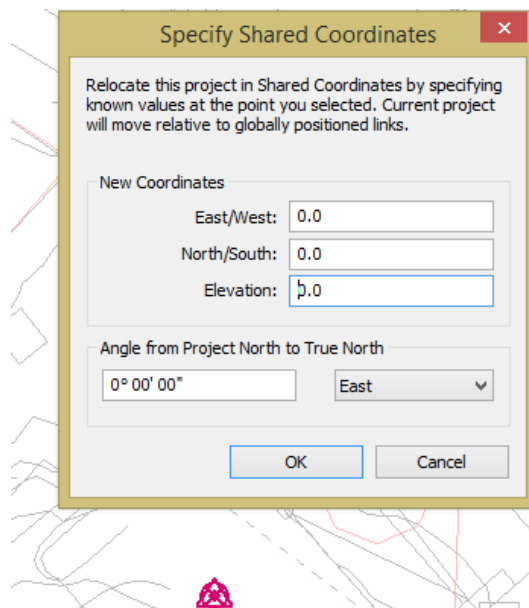 Specify Shared Coordinates
Relocate this project in Shared Coordinates by specifying
known values at the point you selected. Current project
will move relative to globally positioned links.
New Coordinates
East/West: 0.0
North/South: 0.0
Elevation: 0.0
Angle from Project North to True North
0° 00' 00" East
OK Cancel